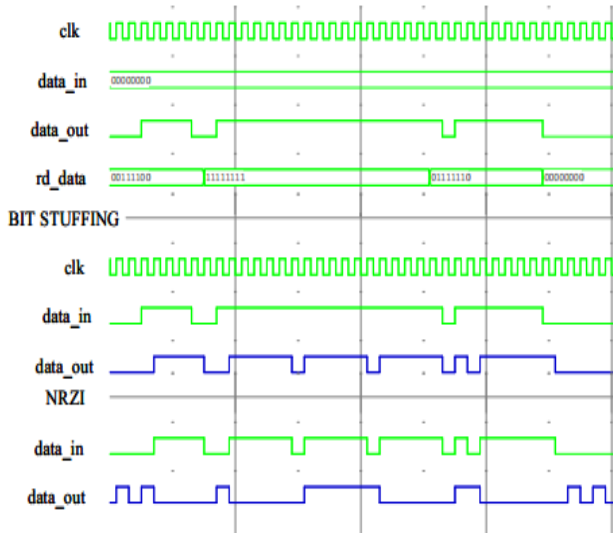 clk
data_in 00000000
data_out
rd_data 00111100 11111111 01111110 00000000
BIT STUFFING
clk
data_in
data_out
NRZI
data_in
data_out